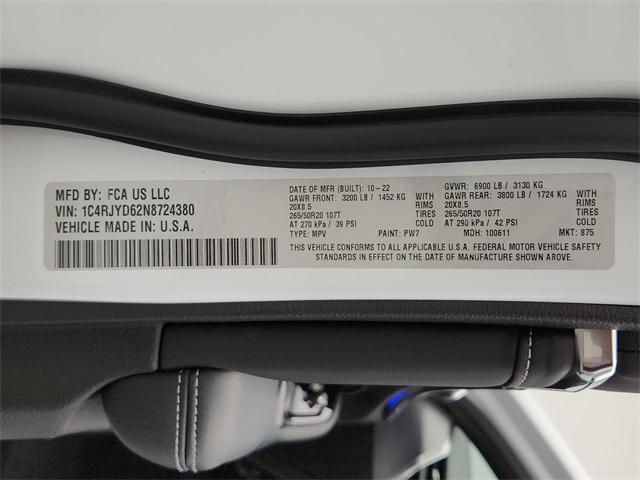 MFD BY: FCA US LLC
VIN: 1C4RJYD62N8724380
VEHICLE MADE IN: U.S.A.
DATE OF MFR (BUILT): 10-22 GVWR: 6900 LB / 3130 KG
GAWR FRONT: 3200 LB / 1452 KG WITH GAWR REAR: 3800 LB / 1724 KG WITH
20X8.5 RIMS 20X8.5 RIMS
265/50R20 107T TIRES 265/50R20 107T TIRES
AT 270 kPa / 39 PSI COLD AT 290 kPa / 42 PSI COLD
TYPE: MPV PAINT: PW7 MDH: 100611 MKT: 875
THIS VEHICLE CONFORMS TO ALL APPLICABLE U.S.A. FEDERAL MOTOR VEHICLE SAFETY
STANDARDS IN EFFECT ON THE DATE OF MANUFACTURE SHOWN ABOVE.